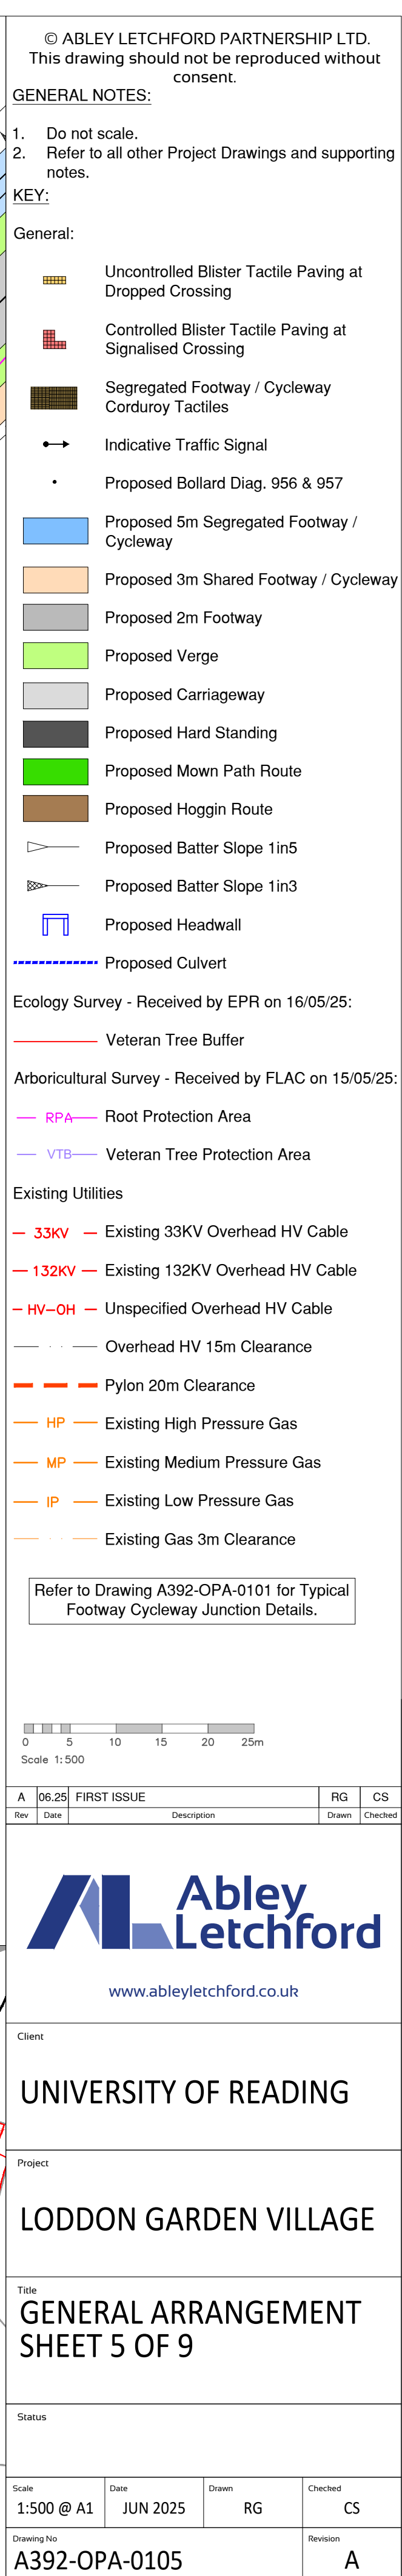 © ABLEY LETCHFORD PARTNERSHIP LTD.
This drawing should not be reproduced without
consent.
GENERAL NOTES:
1. Do not scale.
2. Refer to all other Project Drawings and supporting
notes.
KEY:
General:
Uncontrolled Blister Tactile Paving at
Dropped Crossing
Controlled Blister Tactile Paving at
Signalised Crossing
Segregated Footway / Cycleway
Corduroy Tactiles
Indicative Traffic Signal
Proposed Bollard Diag. 956 & 957
Proposed 5m Segregated Footway /
Cycleway
Proposed 3m Shared Footway / Cycleway
Proposed 2m Footway
Proposed Verge
Proposed Carriageway
Proposed Hard Standing
Proposed Mown Path Route
Proposed Hoggin Route
Proposed Batter Slope 1in5
Proposed Batter Slope 1in3
Proposed Headwall
Proposed Culvert
Ecology Survey - Received by EPR on 16/05/25:
Veteran Tree Buffer
Arboricultural Survey - Received by FLAC on 15/05/25:
RPA Root Protection Area
VTB Veteran Tree Protection Area
Existing Utilities
33KV Existing 33KV Overhead HV Cable
132KV Existing 132KV Overhead HV Cable
HV-OH Unspecified Overhead HV Cable
Overhead HV 15m Clearance
Pylon 20m Clearance
HP Existing High Pressure Gas
MP Existing Medium Pressure Gas
IP Existing Low Pressure Gas
Existing Gas 3m Clearance
Refer to Drawing A392-OPA-0101 for Typical
Footway Cycleway Junction Details.
0 5 10 15 20 25m
Scale 1:500
A 06.25 FIRST ISSUE RG CS
Rev Date Description Drawn Checked
Abley
Letchford
www.ableyletchford.co.uk
Client
UNIVERSITY OF READING
Project
LODDON GARDEN VILLAGE
Title
GENERAL ARRANGEMENT
SHEET 5 OF 9
Status
Scale Date Drawn Checked
1:500 @ A1 JUN 2025 RG CS
Drawing No Revision
A392-OPA-0105 A